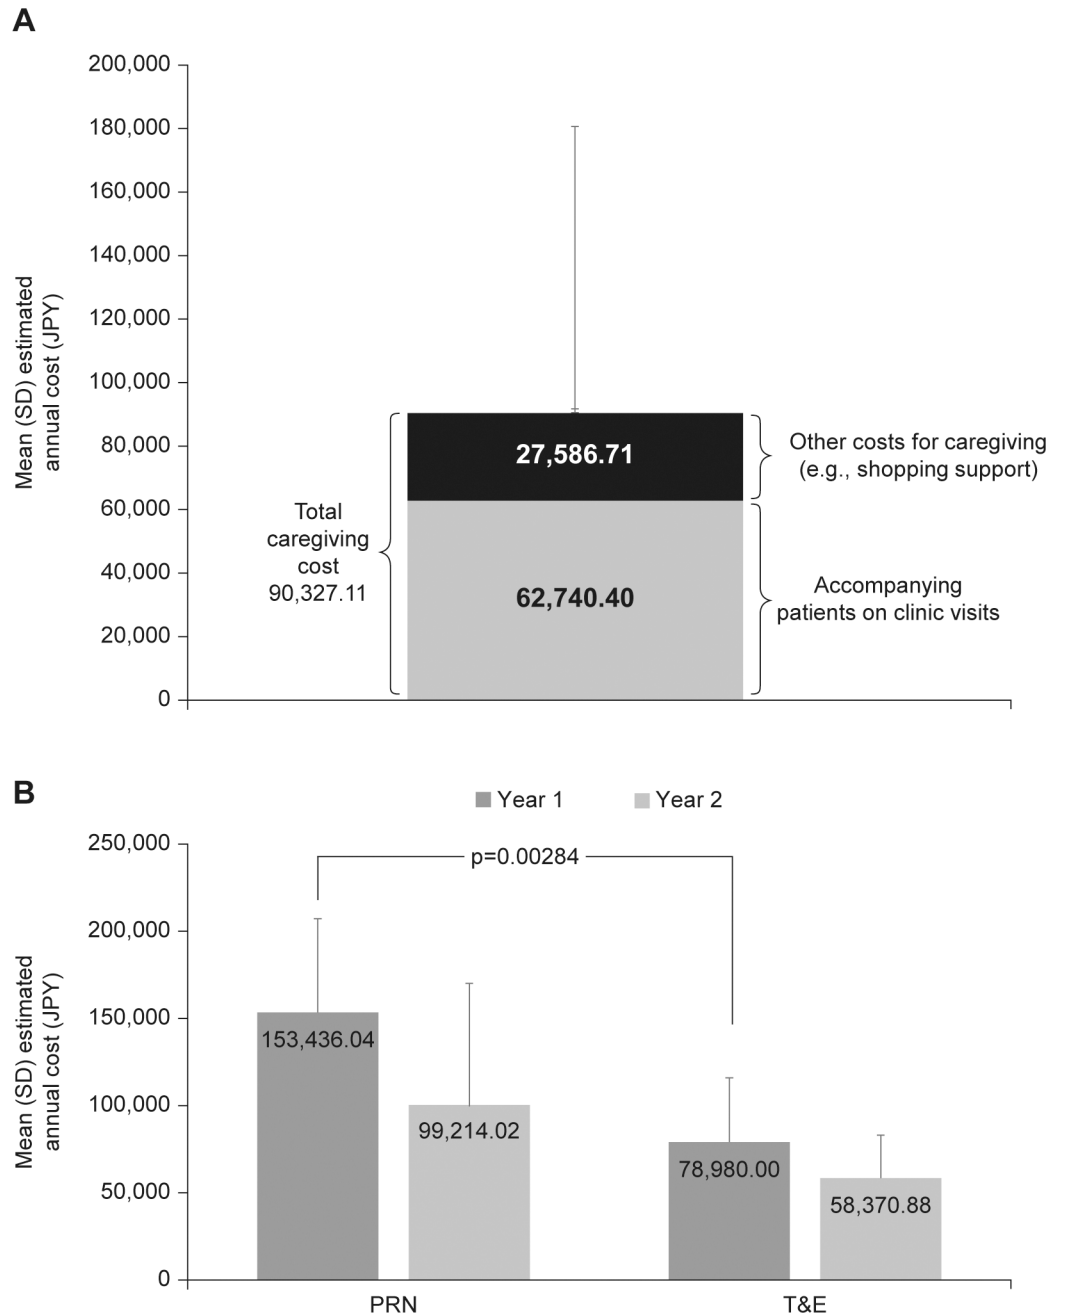 A
200,000
180,000
160,000
140,000
120,000
100,000
80,000
60,000
40,000
20,000
0
Mean (SD) estimated
annual cost (JPY)
Total
caregiving
cost
90,327.11
27,586.71
62,740.40
Other costs for caregiving
(e.g., shopping support)
Accompanying
patients on clinic visits
B
Year 1
Year 2
250,000
200,000
150,000
100,000
50,000
0
Mean (SD) estimated
annual cost (JPY)
p=0.00284
153,436.04
99,214.02
78,980.00
58,370.88
PRN
T&E